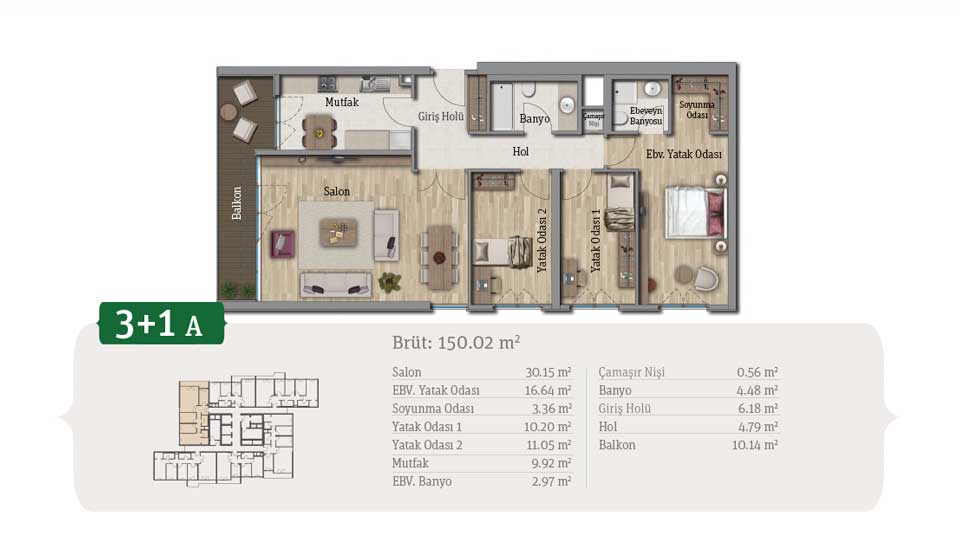 Mutfak
Giriş Holü
Banyo
Çamaşır
Nişi
Ebeveyn
Banyosu
Soyunma
Odası
Hol
Ebv. Yatak Odası
Balkon
Salon
Yatak Odası 2
Yatak Odası 1
3+1 A
Brüt: 150.02 m²
Salon 30.15 m²
EBV. Yatak Odası 16.64 m²
Soyunma Odası 3.36 m²
Yatak Odası 1 10.20 m²
Yatak Odası 2 11.05 m²
Mutfak 9.92 m²
EBV. Banyo 2.97 m²
Çamaşır Nişi 0.56 m²
Banyo 4.48 m²
Giriş Holü 6.18 m²
Hol 4.79 m²
Balkon 10.14 m²